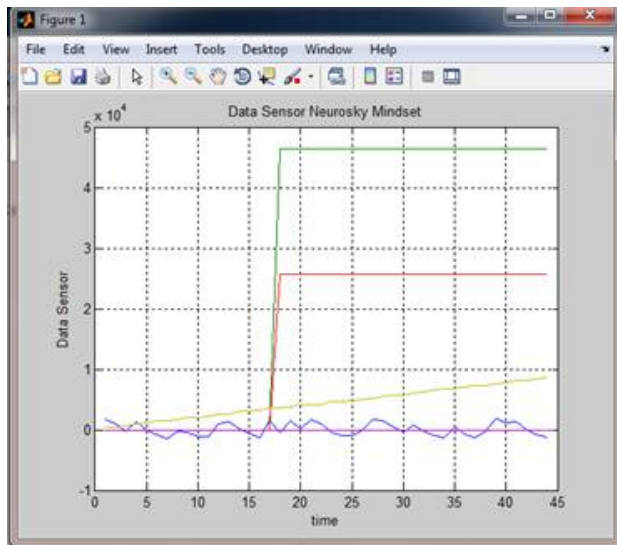 Figure 1
File Edit View Insert Tools Desktop Window Help
x 10^4
Data Sensor Neurosky Mindset
5
4
3
2
1
0
-1
Data Sensor
0 5 10 15 20 25 30 35 40 45
time